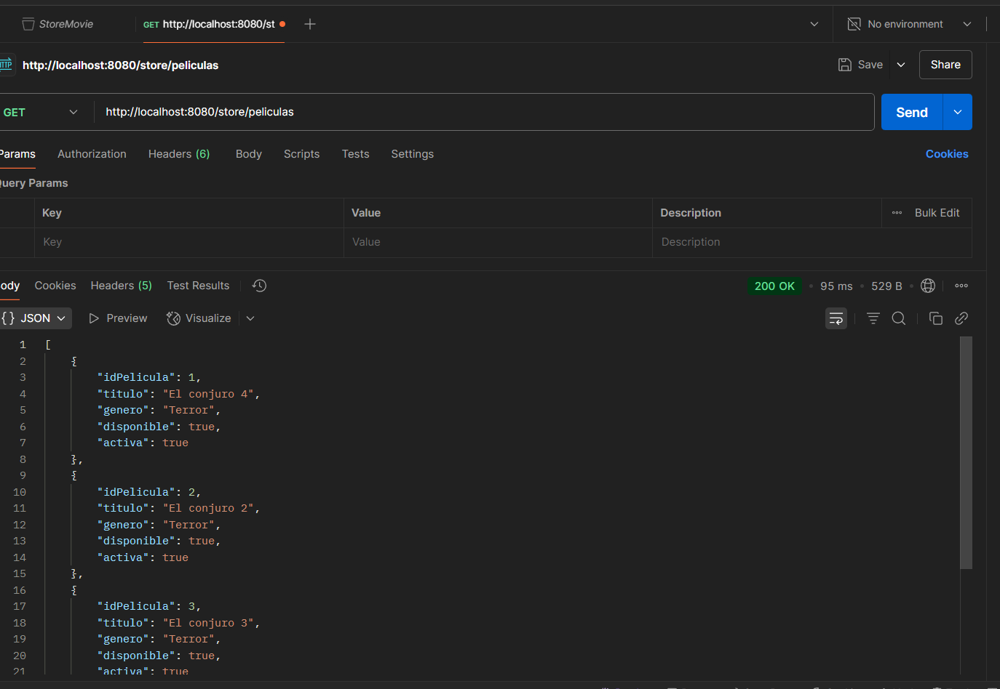 StoreMovie GET http://localhost:8080/st No environment
HTTP http://localhost:8080/store/peliculas Save Share
GET http://localhost:8080/store/peliculas Send
Params Authorization Headers (6) Body Scripts Tests Settings Cookies
Query Params
Key Value Description Bulk Edit
Key Value Description
Body Cookies Headers (5) Test Results 200 OK 95 ms 529 B
{} JSON Preview Visualize
1 [
2 {
3 "idPelicula": 1,
4 "titulo": "El conjuro 4",
5 "genero": "Terror",
6 "disponible": true,
7 "activa": true
8 },
9 {
10 "idPelicula": 2,
11 "titulo": "El conjuro 2",
12 "genero": "Terror",
13 "disponible": true,
14 "activa": true
15 },
16 {
17 "idPelicula": 3,
18 "titulo": "El conjuro 3",
19 "genero": "Terror",
20 "disponible": true,
21 "activa": true